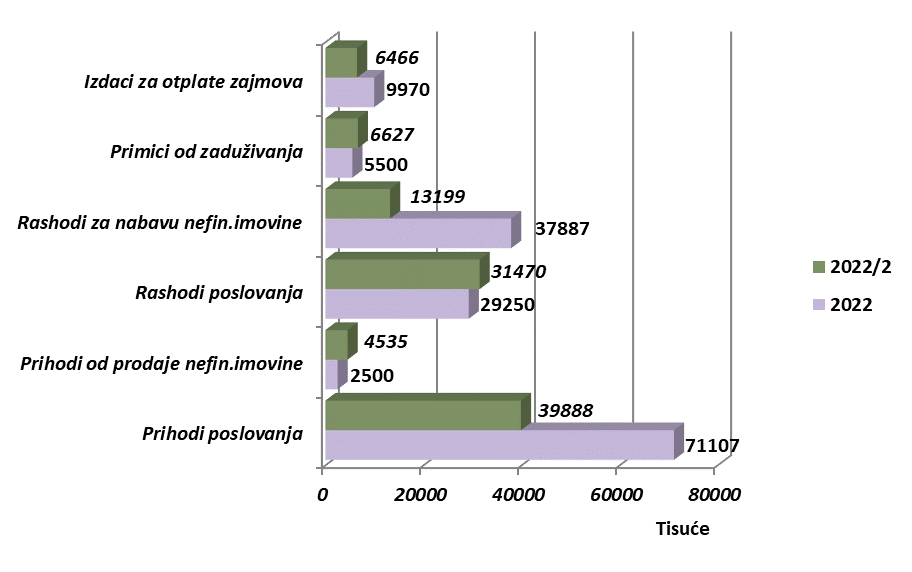 Izdaci za otplate zajmova
6466
9970
Primici od zaduživanja
6627
5500
Rashodi za nabavu nefin.imovine
13199
37887
Rashodi poslovanja
31470
29250
Prihodi od prodaje nefin.imovine
4535
2500
Prihodi poslovanja
39888
71107
0 20000 40000 60000 80000
Tisuće
2022/2
2022